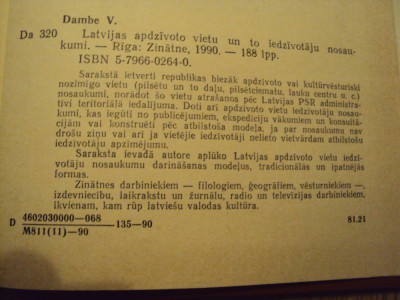 Dambe V.
Da 320 Latvijas apdzīvoto vietu un to iedzīvotāju nosau-
kumi. — Rīga: Zinātne, 1990. — 188 lpp.
ISBN 5-7966-0264-0.
Sarakstā ietverti republikas biezāk apdzīvoto vai kultūrvēsturiski
nozīmīgo vietu (pilsētu un to daļu, pilsētciematu, lauku centru u. c.)
nosaukumi, norādot šo vietu atrašanos pēc Latvijas PSR administra-
tīvi teritoriālā iedalījuma. Doti arī apdzīvoto vietu iedzīvotāju nosau-
kumi, kas iegūti no publicējumiem, ekspedīciju vākumiem un konsultā-
cijām vai konstruēti pēc atbilstoša modeļa, ja par nosaukumu nav
drošu ziņu vai arī ja vietējie iedzīvotāji nelieto vietvārdam atbilstošu
iedzīvotāju apzīmējumu.
Saraksta ievadā autore aplūko Latvijas apdzīvoto vietu iedzī-
votāju nosaukumu darināšanas modeļus, tradicionālās un īpatnējās
formas.
Zinātnes darbiniekiem — filologiem, ģeogrāfiem, vēsturniekiem —,
izdevniecību, laikrakstu un žurnālu, radio un televīzijas darbiniekiem,
ikvienam, kam rūp latviešu valodas kultūra.
D 4602030000—068 135—90 81.21
M811(11)—90